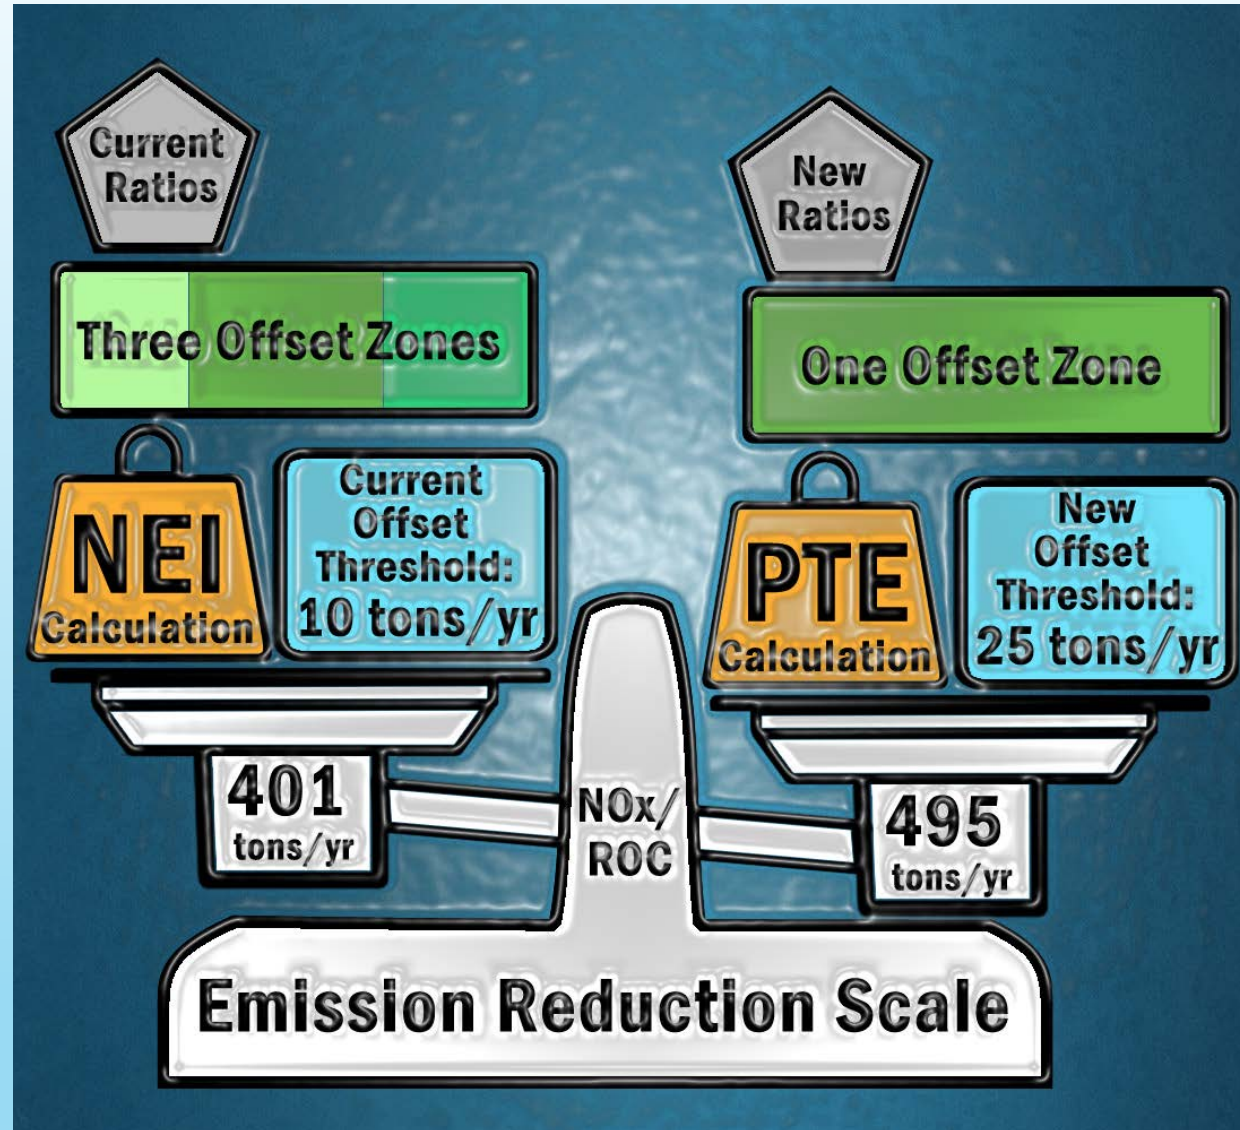 Current
Ratios
Three Offset Zones
NEI
Calculation
Current
Offset
Threshold:
10 tons/yr
401
tons/yr
New
Ratios
One Offset Zone
PTE
Calculation
New
Offset
Threshold:
25 tons/yr
495
tons/yr
NOx/
ROC
Emission Reduction Scale